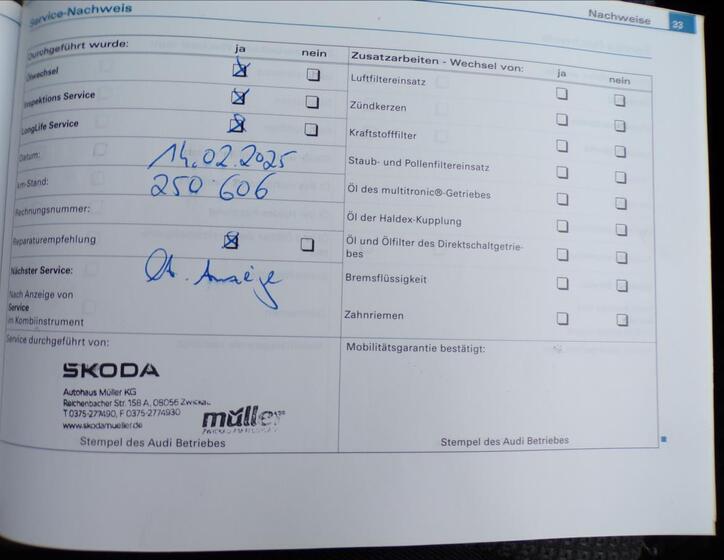 Service-Nachweis
Nachweise 33
Durchgeführt wurde: ja nein
Ölwechsel
Inspektions Service
LongLife Service
Datum: 14.02.2025
km-Stand: 250 606
Rechnungsnummer:
Reparaturempfehlung
Nächster Service: Anzeige
Nach Anzeige von
Service
im Kombiinstrument
Service durchgeführt von:
SKODA
Autohaus Müller KG
Reichenbacher Str. 158 A, 08056 Zwickau
T 0375-277490, F 0375-2774930
www.skodamueller.de
müller
Stempel des Audi Betriebes
Zusatzarbeiten - Wechsel von: ja nein
Luftfiltereinsatz
Zündkerzen
Kraftstofffilter
Staub- und Pollenfiltereinsatz
Öl des multitronic®-Getriebes
Öl der Haldex-Kupplung
Öl und Ölfilter des Direktschaltgetrie-
bes
Bremsflüssigkeit
Zahnriemen
Mobilitätsgarantie bestätigt:
Stempel des Audi Betriebes